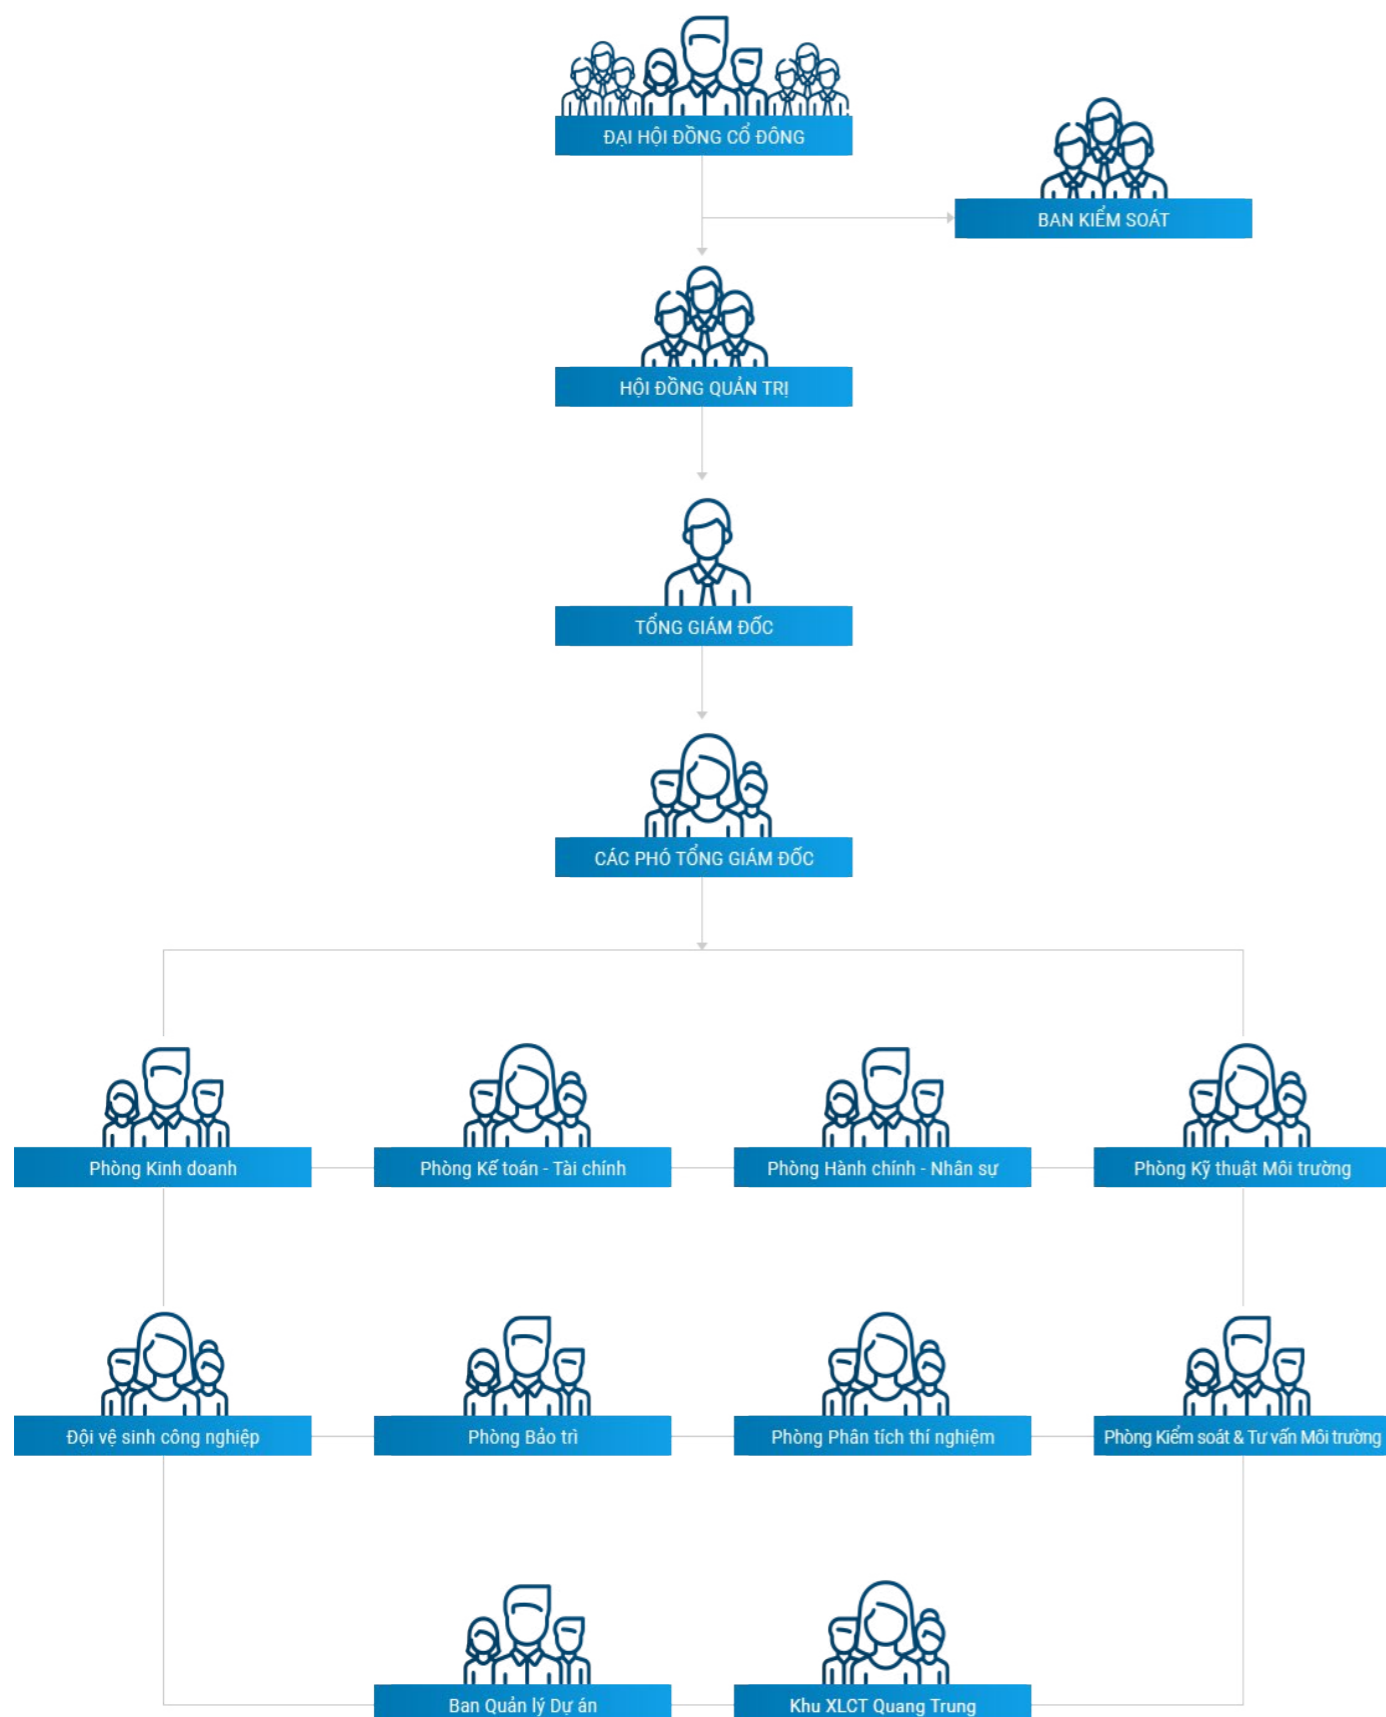 ĐẠI HỘI ĐỒNG CỔ ĐÔNG
BAN KIỂM SOÁT
HỘI ĐỒNG QUẢN TRỊ
TỔNG GIÁM ĐỐC
CÁC PHÓ TỔNG GIÁM ĐỐC
Phòng Kinh doanh
Phòng Kế toán - Tài chính
Phòng Hành chính - Nhân sự
Phòng Kỹ thuật Môi trường
Đội vệ sinh công nghiệp
Phòng Bảo trì
Phòng Phân tích thí nghiệm
Phòng Kiểm soát & Tư vấn Môi trường
Ban Quản lý Dự án
Khu XLCT Quang Trung